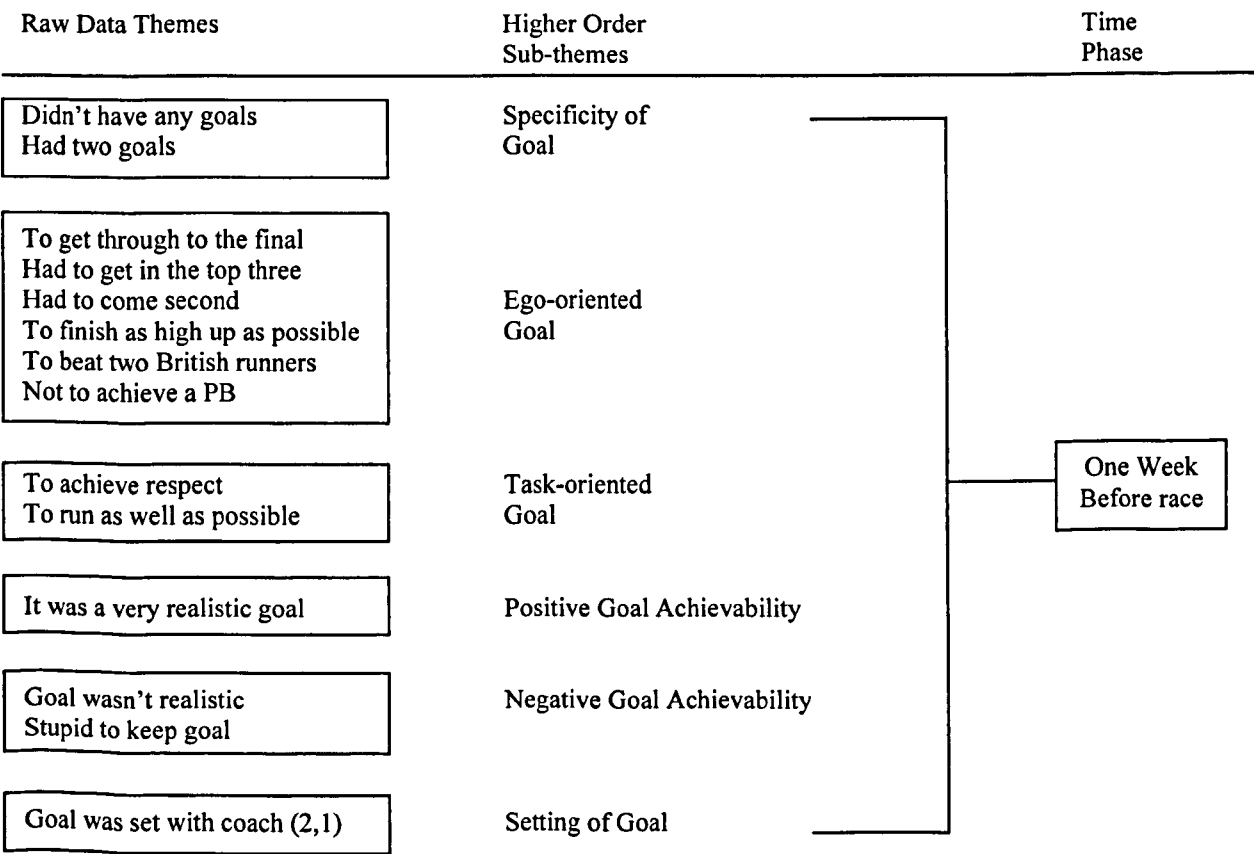 Raw Data Themes
Higher Order
Sub-themes
Time
Phase
Didn't have any goals
Had two goals
Specificity of
Goal
To get through to the final
Had to get in the top three
Had to come second
To finish as high up as possible
To beat two British runners
Not to achieve a PB
Ego-oriented
Goal
To achieve respect
To run as well as possible
Task-oriented
Goal
One Week
Before race
It was a very realistic goal
Positive Goal Achievability
Goal wasn't realistic
Stupid to keep goal
Negative Goal Achievability
Goal was set with coach (2,1)
Setting of Goal